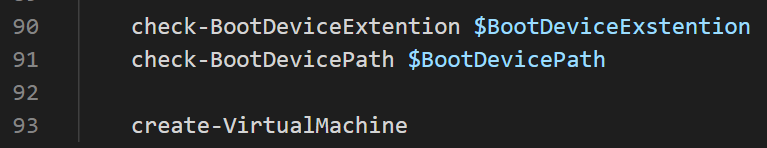 90 check-BootDeviceExtention $BootDeviceExstention
91 check-BootDevicePath $BootDevicePath
92
93 create-VirtualMachine